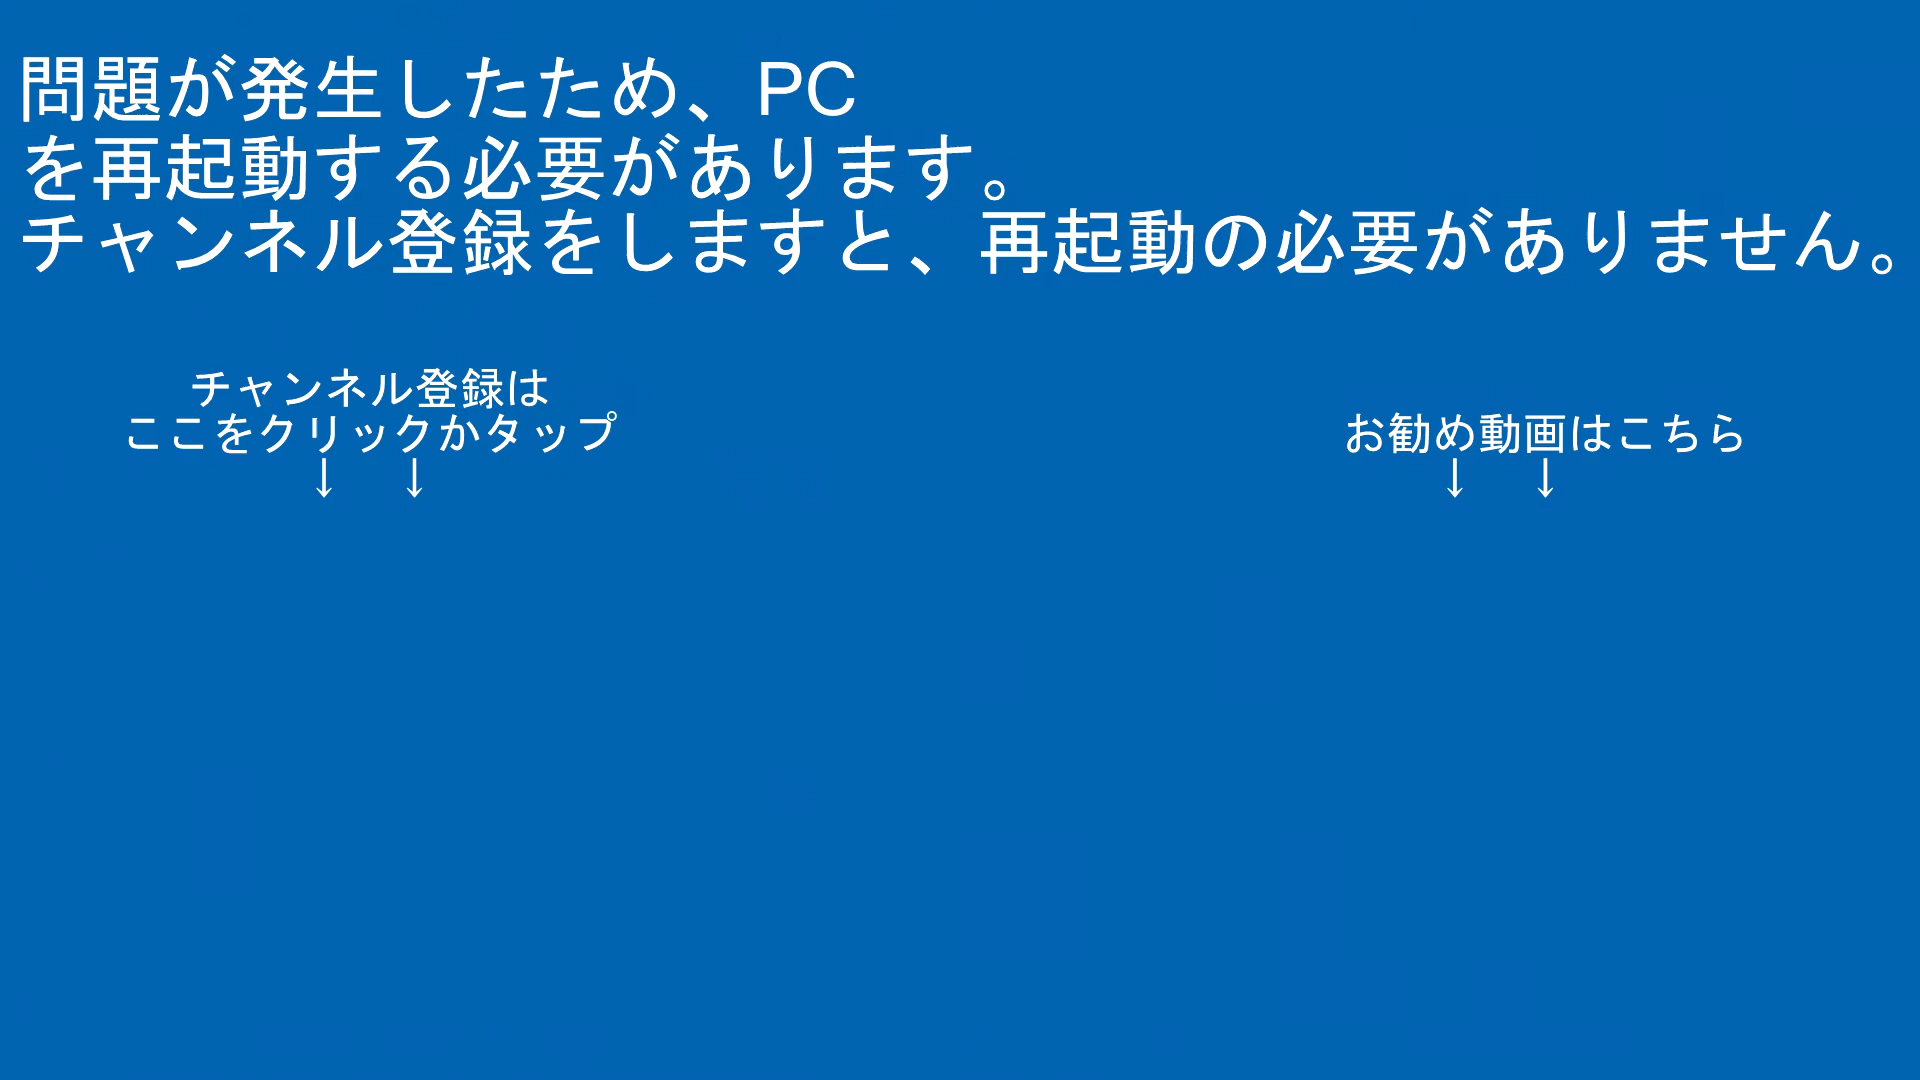 問題が発生したため、PC
を再起動する必要があります。
チャンネル登録をしますと、再起動の必要がありません。
チャンネル登録は
ここをクリックかタップ
↓ ↓
お勧め動画はこちら
↓ ↓